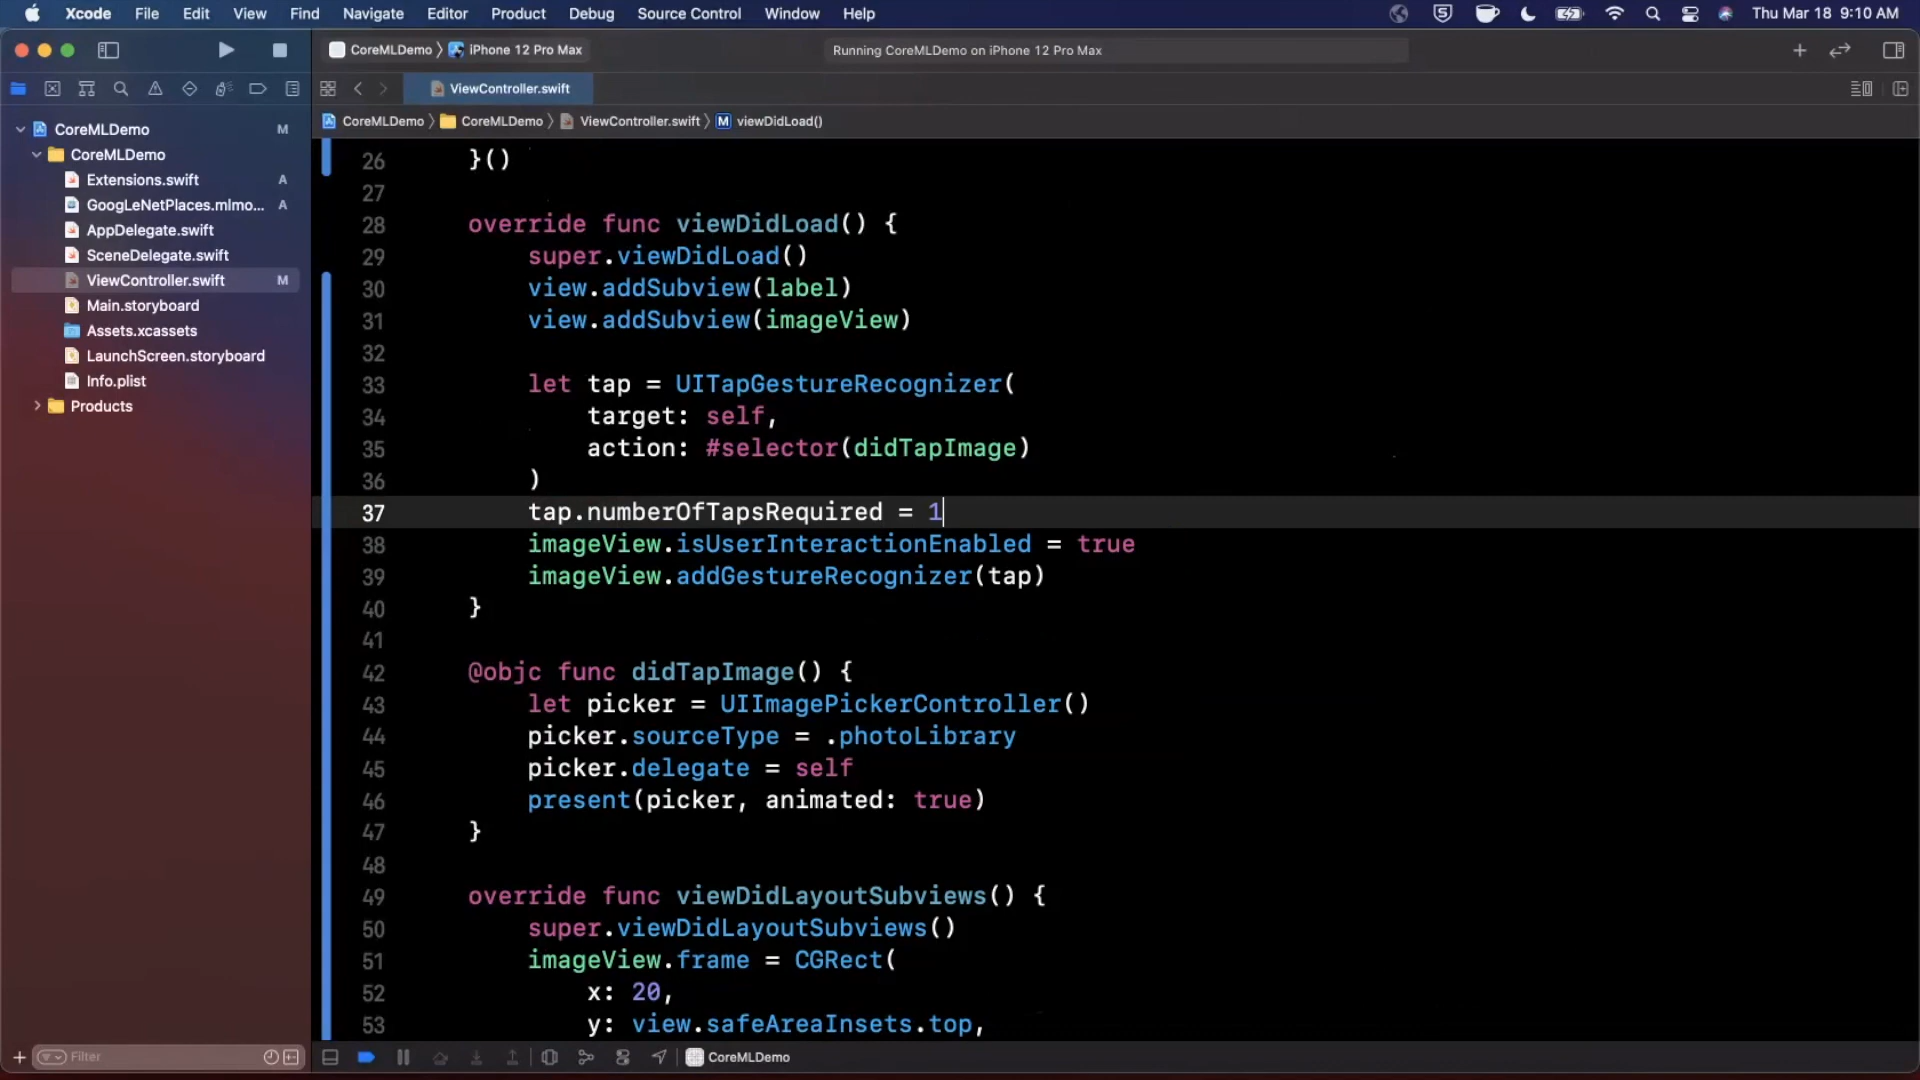 Xcode File Edit View Find Navigate Editor Product Debug Source Control Window Help Thu Mar 18 9:10 AM
CoreMLDemo 〉 iPhone 12 Pro Max Running CoreMLDemo on iPhone 12 Pro Max
ViewController.swift
CoreMLDemo 〉 CoreMLDemo 〉 ViewController.swift 〉 M viewDidLoad()
CoreMLDemo M
CoreMLDemo
Extensions.swift A
GoogLeNetPlaces.mlmo... A
AppDelegate.swift
SceneDelegate.swift
ViewController.swift M
Main.storyboard
Assets.xcassets
LaunchScreen.storyboard
Info.plist
Products
Filter
26 }()
27
28 override func viewDidLoad() {
29 super.viewDidLoad()
30 view.addSubview(label)
31 view.addSubview(imageView)
32
33 let tap = UITapGestureRecognizer(
34 target: self,
35 action: #selector(didTapImage)
36 )
37 tap.numberOfTapsRequired = 1
38 imageView.isUserInteractionEnabled = true
39 imageView.addGestureRecognizer(tap)
40 }
41
42 @objc func didTapImage() {
43 let picker = UIImagePickerController()
44 picker.sourceType = .photoLibrary
45 picker.delegate = self
46 present(picker, animated: true)
47 }
48
49 override func viewDidLayoutSubviews() {
50 super.viewDidLayoutSubviews()
51 imageView.frame = CGRect(
52 x: 20,
53 y: view.safeAreaInsets.top,
CoreMLDemo